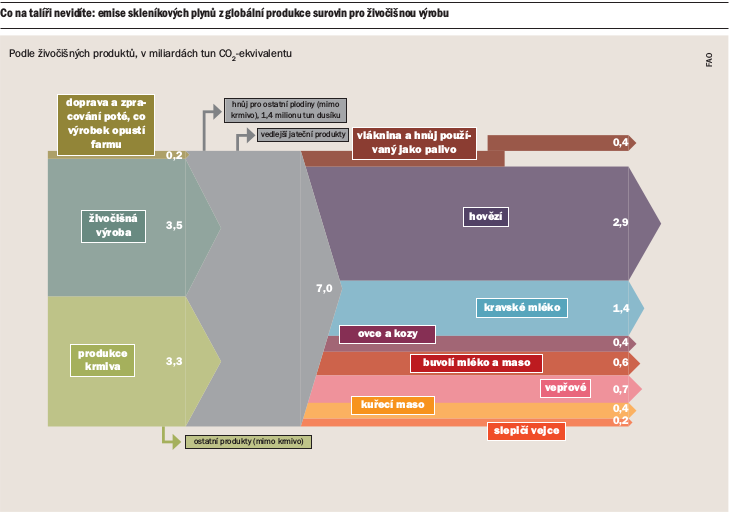 Co na talíři nevidíte: emise skleníkových plynů z globální produkce surovin pro živočišnou výrobu
Podle živočišných produktů, v miliardách tun CO2-ekvivalentu
FAO
doprava a zpra-
cování poté, co
výrobek opustí
farmu
0,2
hnůj pro ostatní plodiny (mimo
krmivo), 1,4 milionu tun dusíku
vedlejší jateční produkty
vláknina a hnůj použí-
vaný jako palivo
0,4
živočišná
výroba
3,5
hovězí
2,9
7,0
kravské mléko
1,4
ovce a kozy
0,4
produkce
krmiva
3,3
buvolí mléko a maso
0,6
vepřové
0,7
kuřecí maso
0,4
0,2
slepičí vejce
ostatní produkty (mimo krmivo)